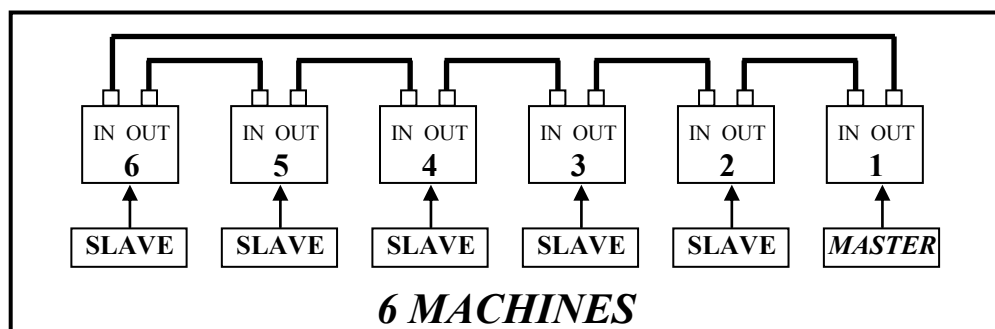 IN OUT IN OUT IN OUT IN OUT IN OUT IN OUT
6 5 4 3 2 1
SLAVE SLAVE SLAVE SLAVE SLAVE MASTER
6 MACHINES